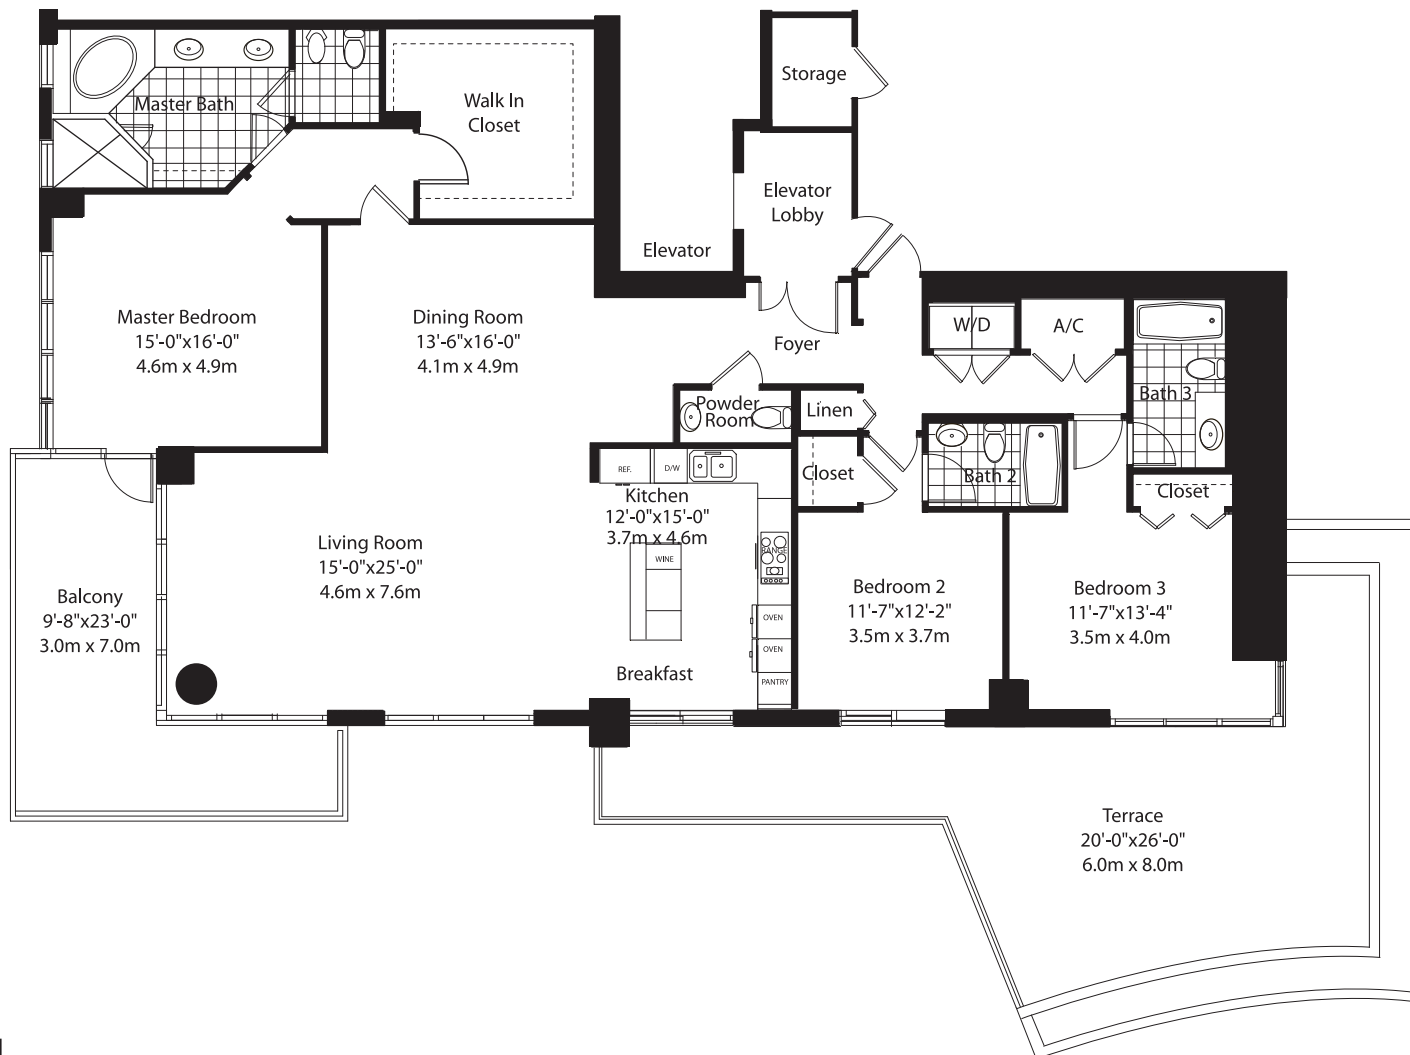 Storage
Master Bath
Walk In
Closet
Elevator
Lobby
Elevator
Master Bedroom
15'-0"x16'-0"
4.6m x 4.9m
Dining Room
13'-6"x16'-0"
4.1m x 4.9m
Foyer
W/D
A/C
Bath 3
Powder
Room
Linen
REF.
D/W
Closet
Bath 2
Closet
Kitchen
12'-0"x15'-0"
3.7m x 4.6m
Living Room
15'-0"x25'-0"
4.6m x 7.6m
WINE
RANGE
Balcony
9'-8"x23'-0"
3.0m x 7.0m
Bedroom 2
11'-7"x12'-2"
3.5m x 3.7m
Bedroom 3
11'-7"x13'-4"
3.5m x 4.0m
OVEN
OVEN
Breakfast
PANTRY
Terrace
20'-0"x26'-0"
6.0m x 8.0m